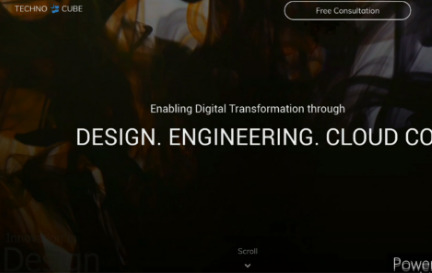 TECHNO CUBE
Free Consultation
Enabling Digital Transformation through
DESIGN. ENGINEERING. CLOUD CO
Design
Scroll
Power